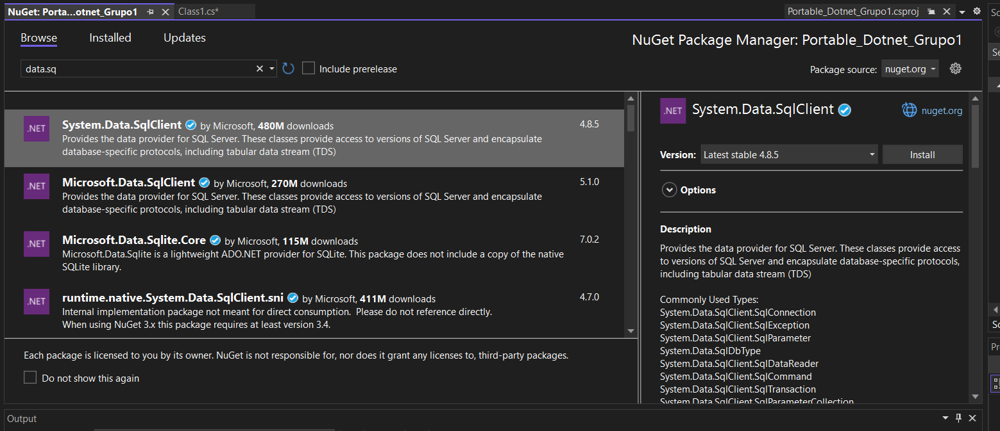 NuGet: Porta...otnet_Grupo1
Class1.cs*
Portable_Dotnet_Grupo1.csproj
Browse
Installed
Updates
NuGet Package Manager: Portable_Dotnet_Grupo1
data.sq
Include prerelease
Package source: nuget.org
.NET
System.Data.SqlClient by Microsoft, 480M downloads
4.8.5
Provides the data provider for SQL Server. These classes provide access to versions of SQL Server and encapsulate
database-specific protocols, including tabular data stream (TDS)
.NET
Microsoft.Data.SqlClient by Microsoft, 270M downloads
5.1.0
Provides the data provider for SQL Server. These classes provide access to versions of SQL Server and encapsulate
database-specific protocols, including tabular data stream (TDS)
.NET
Microsoft.Data.Sqlite.Core by Microsoft, 115M downloads
7.0.2
Microsoft.Data.Sqlite is a lightweight ADO.NET provider for SQLite. This package does not include a copy of the native
SQLite library.
.NET
runtime.native.System.Data.SqlClient.sni by Microsoft, 411M downloads
4.7.0
Internal implementation package not meant for direct consumption. Please do not reference directly.
When using NuGet 3.x this package requires at least version 3.4.
Each package is licensed to you by its owner. NuGet is not responsible for, nor does it grant any licenses to, third-party packages.
Do not show this again
.NET
System.Data.SqlClient
nuget.org
Version: Latest stable 4.8.5
Install
Options
Description
Provides the data provider for SQL Server. These classes provide access
to versions of SQL Server and encapsulate database-specific protocols,
including tabular data stream (TDS)
Commonly Used Types:
System.Data.SqlClient.SqlConnection
System.Data.SqlClient.SqlException
System.Data.SqlClient.SqlParameter
System.Data.SqlDbType
System.Data.SqlClient.SqlDataReader
System.Data.SqlClient.SqlCommand
System.Data.SqlClient.SqlTransaction
System.Data.SqlClient.SqlParameterCollection
Output